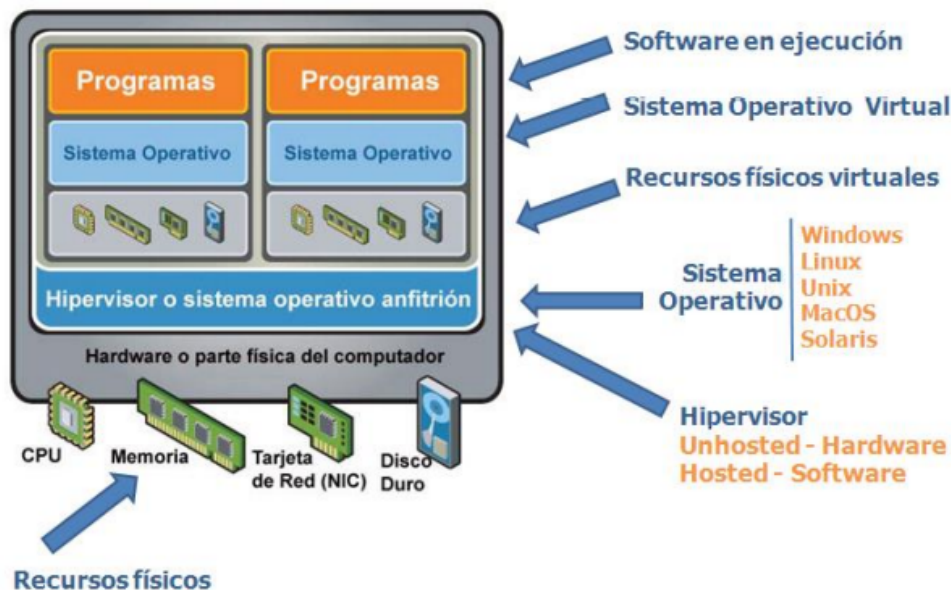 Programas
Programas
Sistema Operativo
Sistema Operativo
Hipervisor o sistema operativo anfitrión
Hardware o parte física del computador
CPU
Memoria
Tarjeta
de Red (NIC)
Disco
Duro
Recursos físicos
Software en ejecución
Sistema Operativo Virtual
Recursos físicos virtuales
Sistema
Operativo
Windows
Linux
Unix
MacOS
Solaris
Hipervisor
Unhosted - Hardware
Hosted - Software